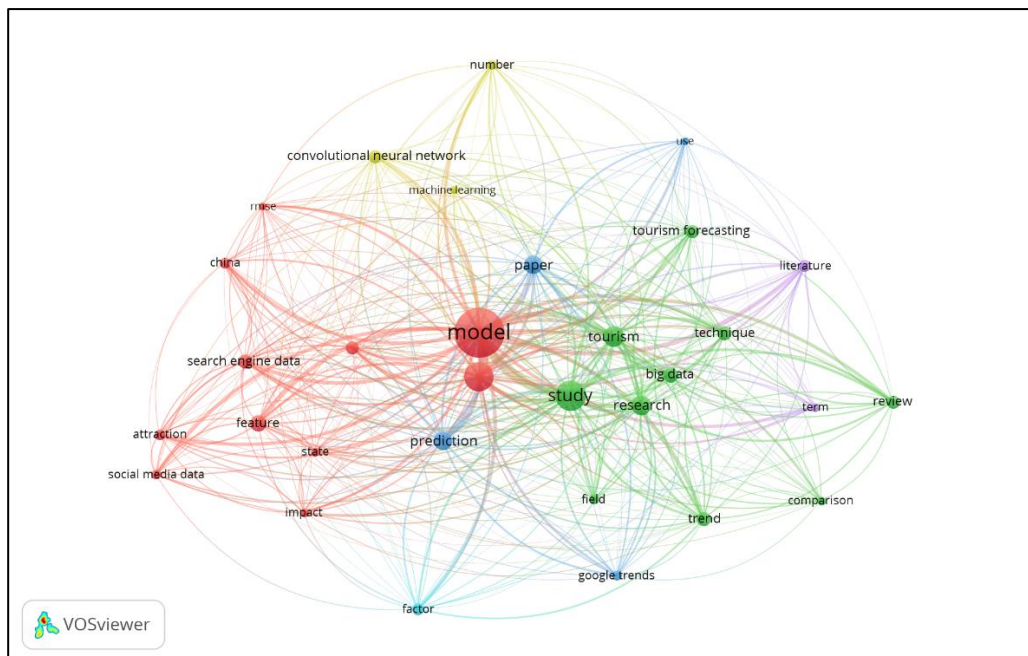 number
use
convolutional neural network
machine learning
rmse
tourism forecasting
china
paper
literature
model
tourism
technique
search engine data
big data
study
research
review
term
feature
attraction
prediction
state
social media data
field
comparison
impact
trend
google trends
factor
VOSviewer